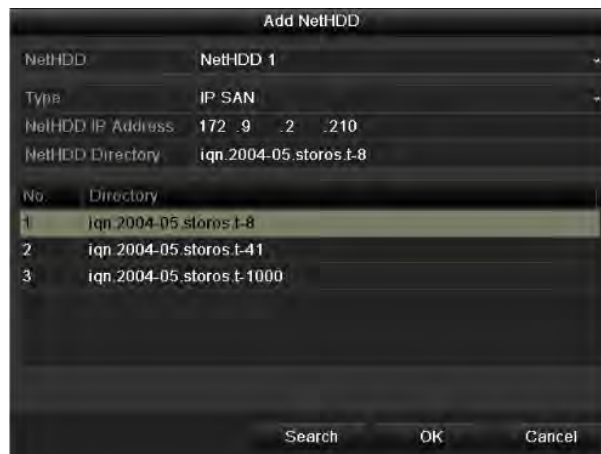 Add NetHDD
NetHDD NetHDD 1
Type IP SAN
NetHDD IP Address 172 .9 .2 .210
NetHDD Directory iqn.2004-05.storos.t-8
No. Directory
1 iqn.2004-05.storos.t-8
2 iqn.2004-05.storos.t-41
3 iqn.2004-05.storos.t-1000
Search OK Cancel